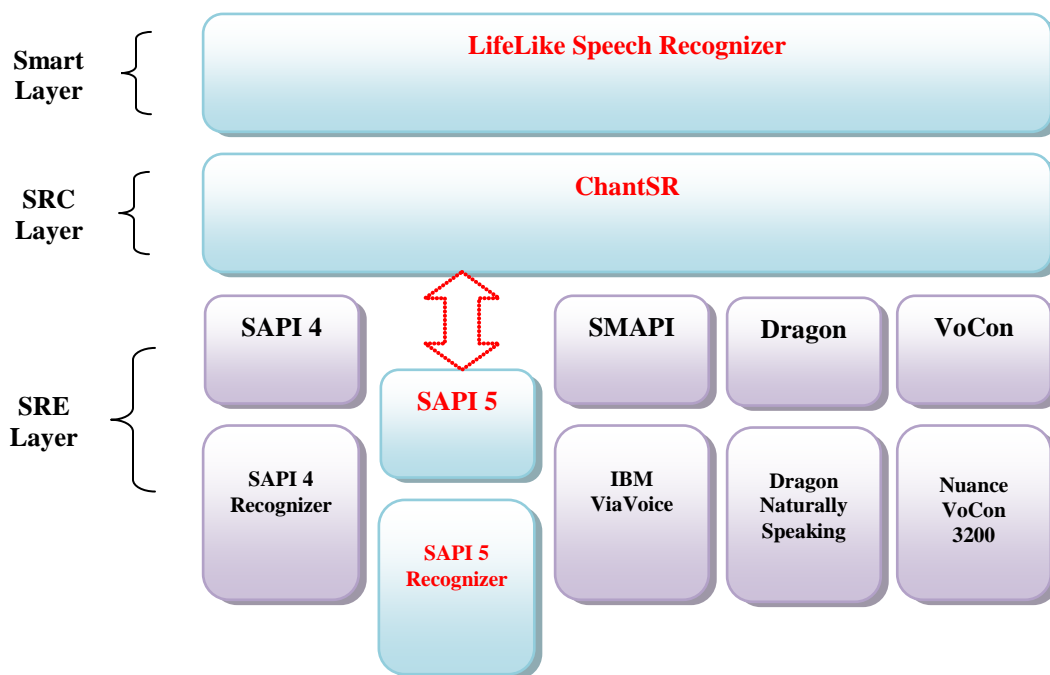 Smart
Layer
LifeLike Speech Recognizer
SRC
Layer
ChantSR
SRE
Layer
SAPI 4
SAPI 5
SMAPI
Dragon
VoCon
SAPI 4
Recognizer
SAPI 5
Recognizer
IBM
ViaVoice
Dragon
Naturally
Speaking
Nuance
VoCon
3200